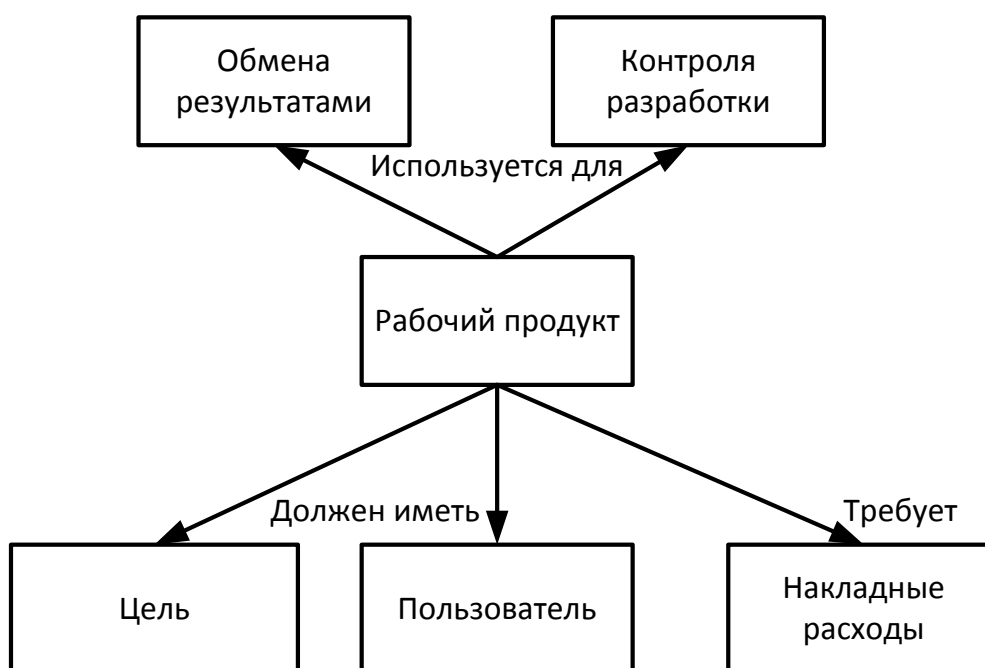 Обмена
результатами
Контроля
разработки
Используется для
Рабочий продукт
Должен иметь
Требует
Цель
Пользователь
Накладные
расходы